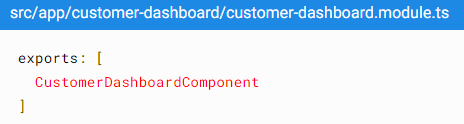 src/app/customer-dashboard/customer-dashboard.module.ts
exports: [
  CustomerDashboardComponent
]